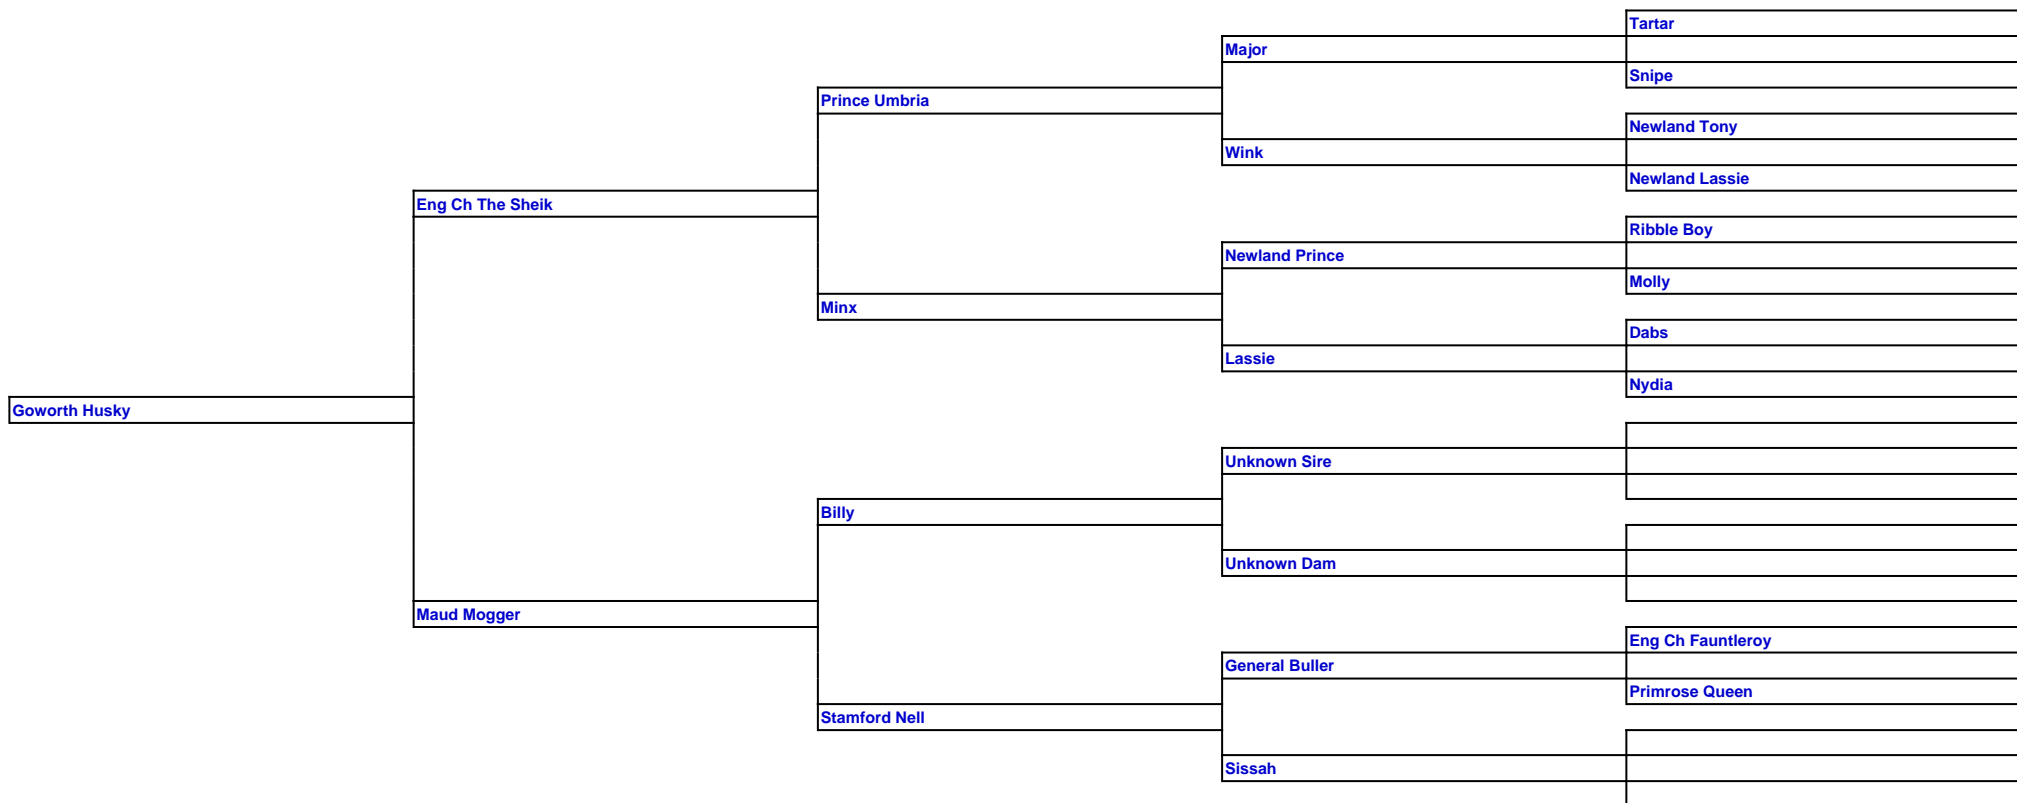 Tartar
Major
Snipe
Prince Umbria
Newland Tony
Wink
Newland Lassie
Eng Ch The Sheik
Ribble Boy
Newland Prince
Molly
Minx
Dabs
Lassie
Nydia
Goworth Husky
Unknown Sire
Billy
Unknown Dam
Maud Mogger
Eng Ch Fauntleroy
General Buller
Primrose Queen
Stamford Nell
Sissah